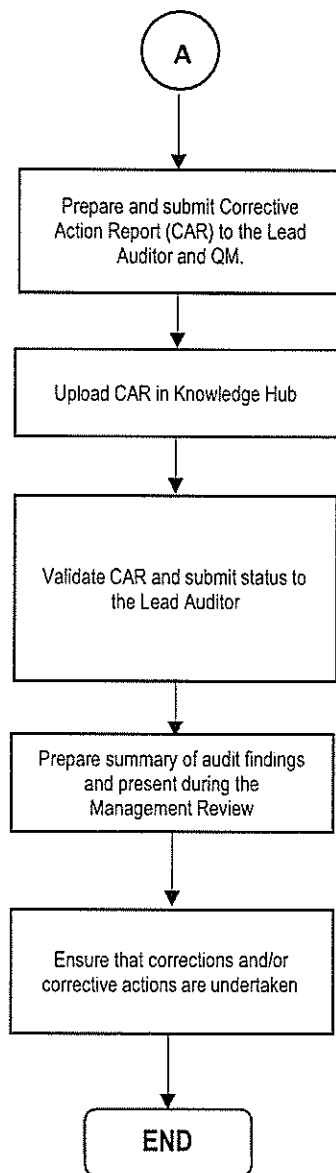 A
Prepare and submit Corrective
Action Report (CAR) to the Lead
Auditor and QM.
Upload CAR in Knowledge Hub
Validate CAR and submit status to
the Lead Auditor
Prepare summary of audit findings
and present during the
Management Review
Ensure that corrections and/or
corrective actions are undertaken
END